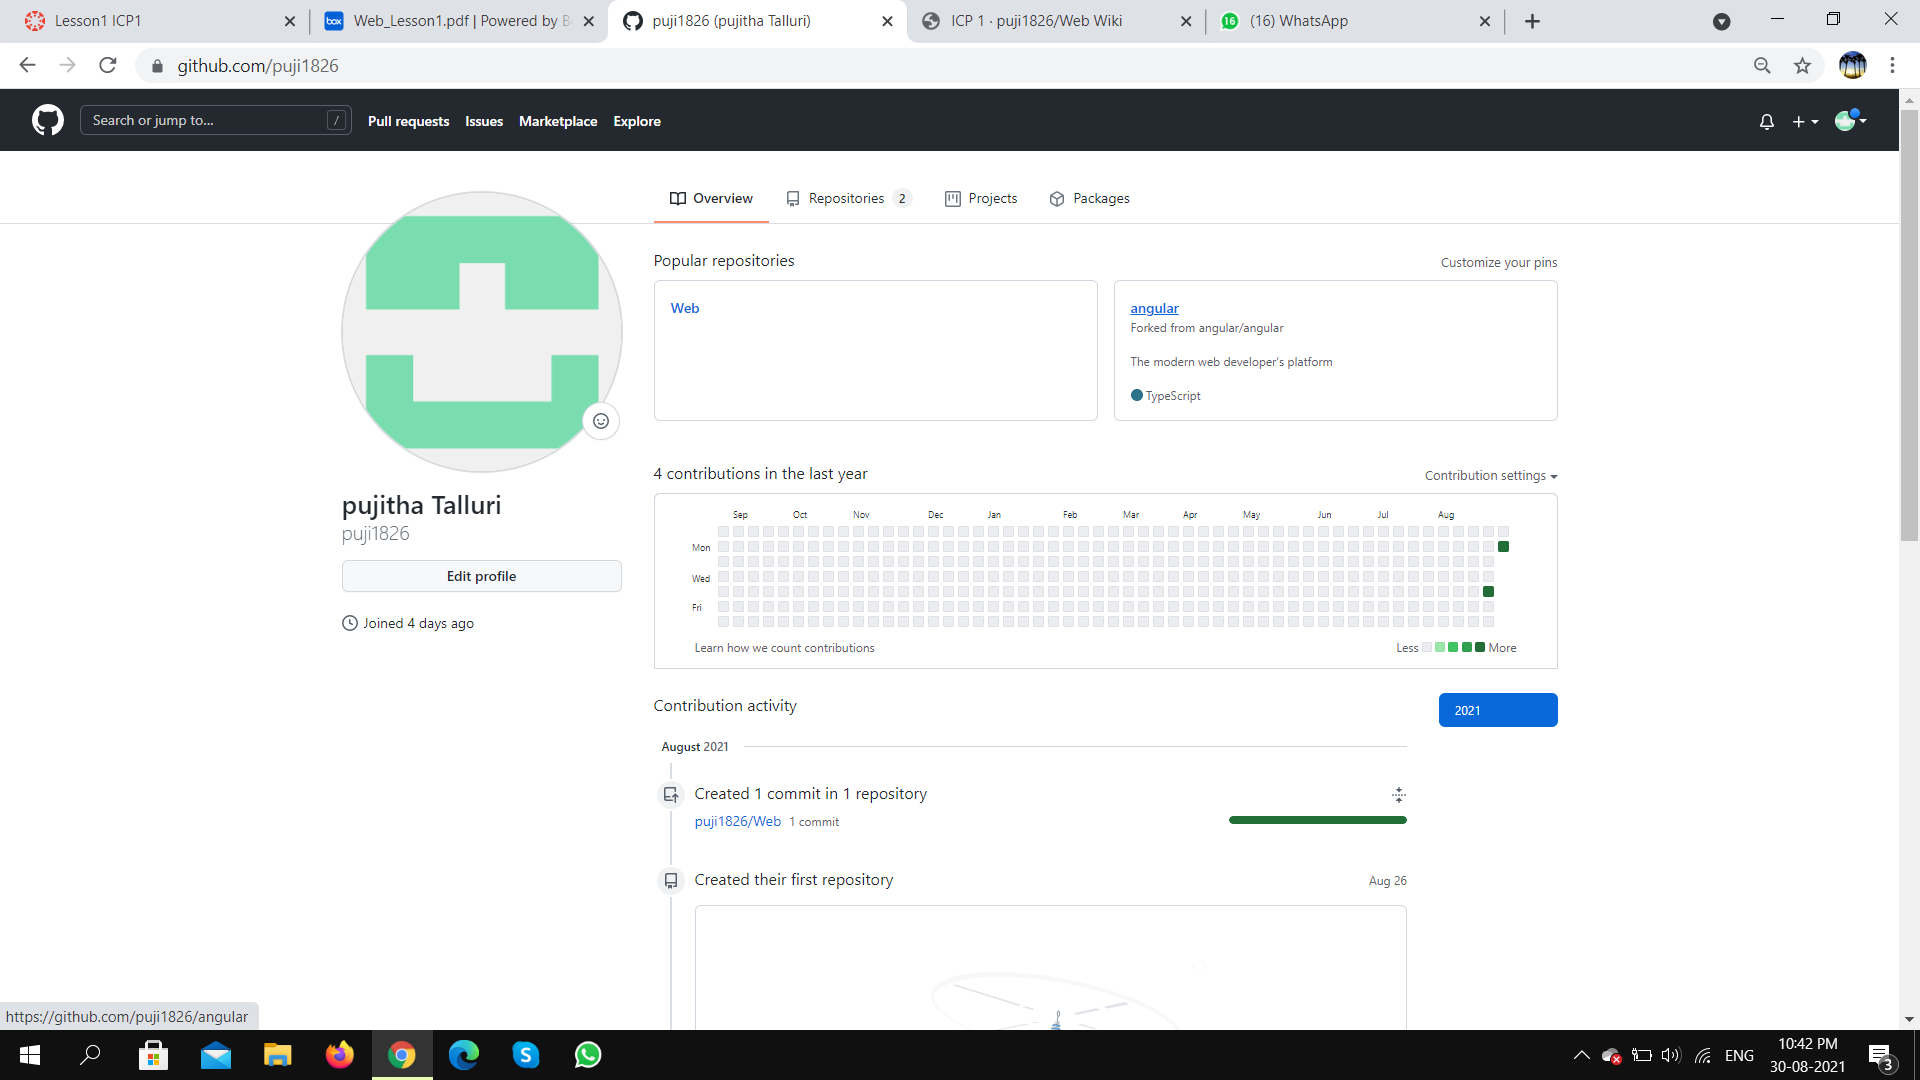 Lesson1 ICP1
Web_Lesson1.pdf | Powered by B
puji1826 (pujitha Talluri)
ICP 1 · puji1826/Web Wiki
16 (16) WhatsApp
github.com/puji1826
Search or jump to... /
Pull requests Issues Marketplace Explore
Overview Repositories 2 Projects Packages
Popular repositories
Customize your pins
Web
angular
Forked from angular/angular
The modern web developer's platform
TypeScript
pujitha Talluri
puji1826
Edit profile
Joined 4 days ago
4 contributions in the last year
Contribution settings
Sep Oct Nov Dec Jan Feb Mar Apr May Jun Jul Aug
Mon
Wed
Fri
Learn how we count contributions
Less More
Contribution activity
2021
August 2021
Created 1 commit in 1 repository
puji1826/Web 1 commit
Created their first repository
Aug 26
https://github.com/puji1826/angular
box
S
ENG
10:42 PM
30-08-2021
3